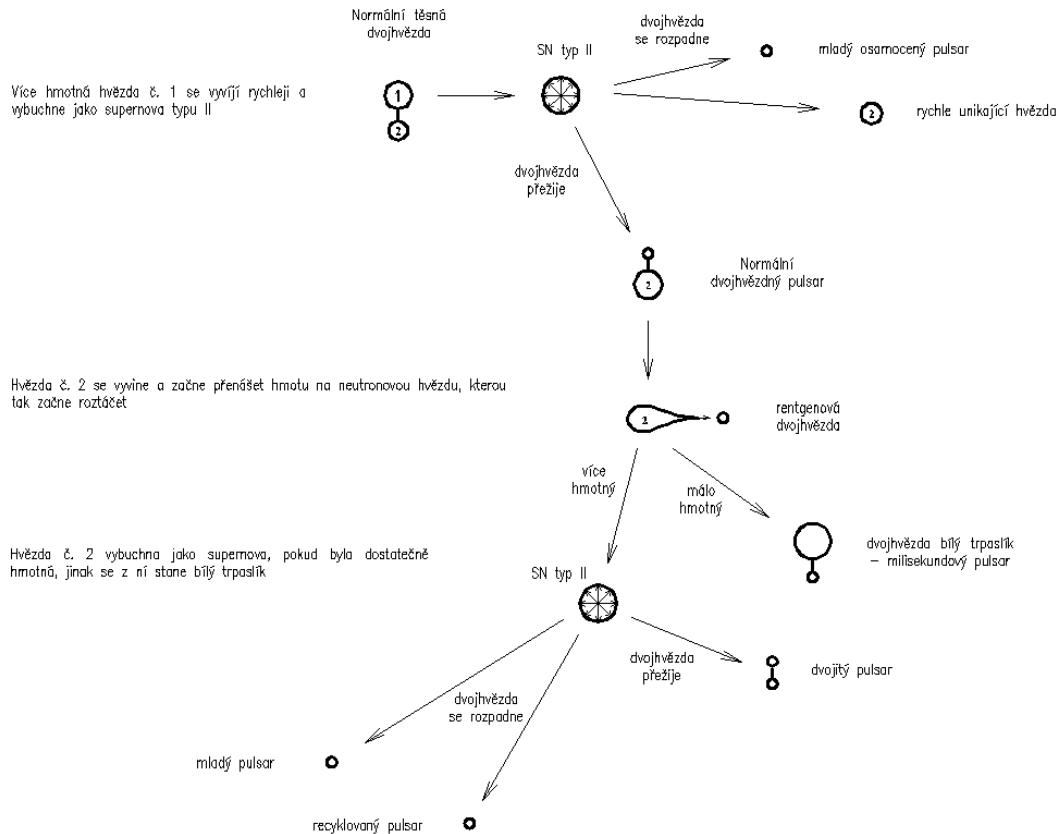 Normální těsná
dvojhvězda
SN typ II
dvojhvězda
se rozpadne
mladý osamocený pulsar
Více hmotná hvězda č. 1 se vyvíjí rychleji a
vybuchne jako supernova typu II
1
2
2
rychle unikající hvězda
dvojhvězda
přežije
Normální
dvojhvězdný pulsar
2
Hvězda č. 2 se vyvine a začne přenášet hmotu na neutronovou hvězdu, kterou
tak začne roztáčet
2
rentgenová
dvojhvězda
více
hmotný
málo
hmotný
dvojhvězda bílý trpaslík
– milisekundový pulsar
Hvězda č. 2 vybuchna jako supernova, pokud byla dostatečně
hmotná, jinak se z ní stane bílý trpaslík
SN typ II
dvojhvězda
přežije
dvojitý pulsar
dvojhvězda
se rozpadne
mladý pulsar
recyklovaný pulsar